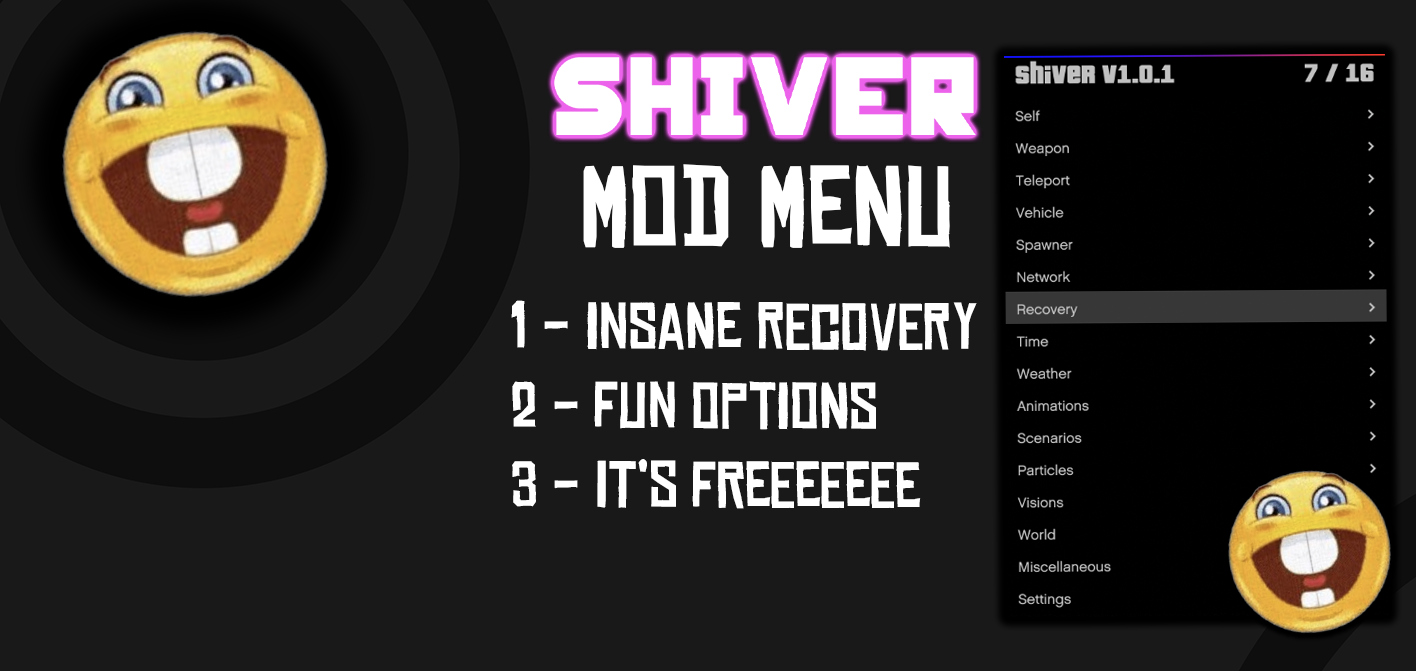 SHIVER
MOD MENU
1 - INSANE RECOVERY
2 - FUN OPTIONS
3 - IT'S FREEEEEEE
SHIVER V1.0.1 7 / 16
Self
Weapon
Teleport
Vehicle
Spawner
Network
Recovery
Time
Weather
Animations
Scenarios
Particles
Visions
World
Miscellaneous
Settings